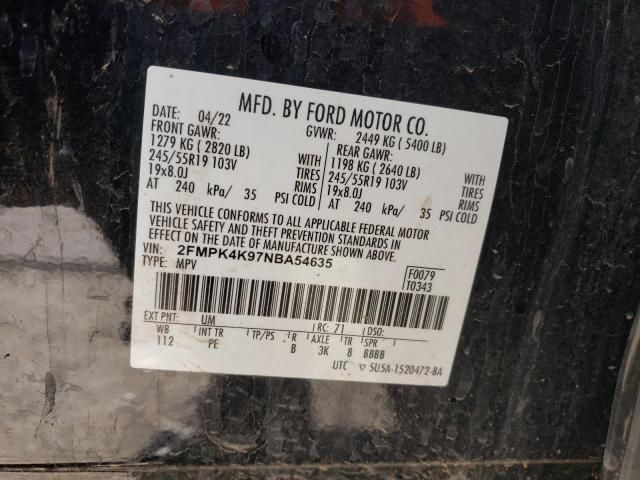 MFD. BY FORD MOTOR CO.
DATE: 04/22 GVWR: 2449 KG ( 5400 LB)
FRONT GAWR: REAR GAWR:
1279 KG ( 2820 LB) WITH 1198 KG ( 2640 LB) WITH
245/55R19 103V TIRES 245/55R19 103V TIRES
19x8.0J RIMS 19x8.0J RIMS
AT 240 kPa/ 35 PSI COLD AT 240 kPa/ 35 PSI COLD
THIS VEHICLE CONFORMS TO ALL APPLICABLE FEDERAL MOTOR
VEHICLE SAFETY AND THEFT PREVENTION STANDARDS IN
EFFECT ON THE DATE OF MANUFACTURE SHOWN ABOVE.
VIN: 2FMPK4K97NBA54635
TYPE: MPV
F0079
T0343
EXT PNT: UM RC: 71 DSO:
WB INT TR TP/PS R AXLE TR SPR
112 PE B 3K 8 BBBB
UTC ▽ 5U5A-1520472-BA